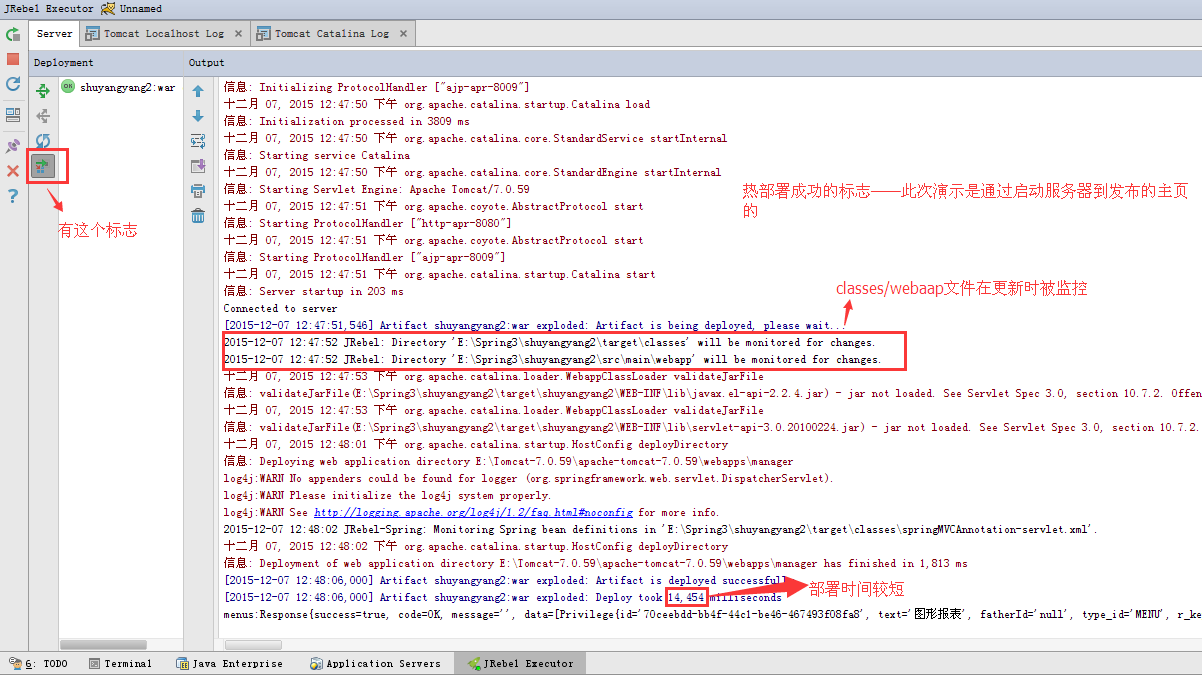 JRebel Executor Unnamed
Server Tomcat Localhost Log × Tomcat Catalina Log ×
Deployment Output
shuyangyang2:war
信息: Initializing ProtocolHandler ["ajp-apr-8009"]
十二月 07, 2015 12:47:50 下午 org.apache.catalina.startup.Catalina load
信息: Initialization processed in 3809 ms
十二月 07, 2015 12:47:50 下午 org.apache.catalina.core.StandardService startInternal
信息: Starting service Catalina
十二月 07, 2015 12:47:50 下午 org.apache.catalina.core.StandardEngine startInternal
信息: Starting Servlet Engine: Apache Tomcat/7.0.59
十二月 07, 2015 12:47:51 下午 org.apache.coyote.AbstractProtocol start
信息: Starting ProtocolHandler ["http-apr-8080"]
十二月 07, 2015 12:47:51 下午 org.apache.coyote.AbstractProtocol start
信息: Starting ProtocolHandler ["ajp-apr-8009"]
十二月 07, 2015 12:47:51 下午 org.apache.catalina.startup.Catalina start
信息: Server startup in 203 ms
Connected to server
[2015-12-07 12:47:51,546] Artifact shuyangyang2:war exploded: Artifact is being deployed, please wait...
2015-12-07 12:47:52 JRebel: Directory 'E:\Spring3\shuyangyang2\target\classes' will be monitored for changes.
2015-12-07 12:47:52 JRebel: Directory 'E:\Spring3\shuyangyang2\src\main\webapp' will be monitored for changes.
十二月 07, 2015 12:47:53 下午 org.apache.catalina.loader.WebappClassLoader validateJarFile
信息: validateJarFile(E:\Spring3\shuyangyang2\target\shuyangyang2\WEB-INF\lib\javax.el-api-2.2.4.jar) - jar not loaded. See Servlet Spec 3.0, section 10.7.2. Offen
十二月 07, 2015 12:47:53 下午 org.apache.catalina.loader.WebappClassLoader validateJarFile
信息: validateJarFile(E:\Spring3\shuyangyang2\target\shuyangyang2\WEB-INF\lib\servlet-api-3.0.20100224.jar) - jar not loaded. See Servlet Spec 3.0, section 10.7.2.
十二月 07, 2015 12:48:01 下午 org.apache.catalina.startup.HostConfig deployDirectory
信息: Deploying web application directory E:\Tomcat-7.0.59\apache-tomcat-7.0.59\webapps\manager
log4j:WARN No appenders could be found for logger (org.springframework.web.servlet.DispatcherServlet).
log4j:WARN Please initialize the log4j system properly.
log4j:WARN See http://logging.apache.org/log4j/1.2/faq.html#noconfig for more info.
2015-12-07 12:48:02 JRebel-Spring: Monitoring Spring bean definitions in 'E:\Spring3\shuyangyang2\target\classes\springMVCAnnotation-servlet.xml'.
十二月 07, 2015 12:48:02 下午 org.apache.catalina.startup.HostConfig deployDirectory
信息: Deployment of web application directory E:\Tomcat-7.0.59\apache-tomcat-7.0.59\webapps\manager has finished in 1,813 ms
[2015-12-07 12:48:06,000] Artifact shuyangyang2:war exploded: Artifact is deployed successfull
[2015-12-07 12:48:06,000] Artifact shuyangyang2:war exploded: Deploy took 14,454 milliseconds
menus:Response{success=true, code=OK, message='', data=[Privilege{id='70ceebdd-bb4f-44c1-be46-467493f08fa8', text='图形报表', fatherId='null', type_id='MENU', r_ke
有这个标志
热部署成功的标志——此次演示是通过启动服务器到发布的主页
的
classes/webaap文件在更新时被监控
部署时间较短
6: TODO Terminal Java Enterprise Application Servers JRebel Executor